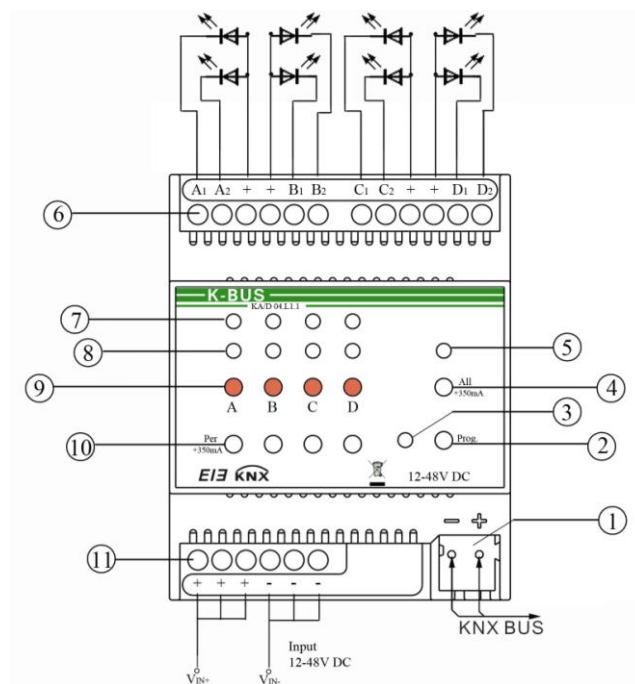 A1 A2 + + B1 B2 C1 C2 + + D1 D2
6
K-BUS
KA/D 04.L1.1
7
8
5
9
All
+350mA
4
A B C D
3
10
Per
+350mA
Prog.
2
EIB KNX
12-48V DC
- +
1
11
+ + + - - -
KNX BUS
Input
12-48V DC
VIN+ VIN-